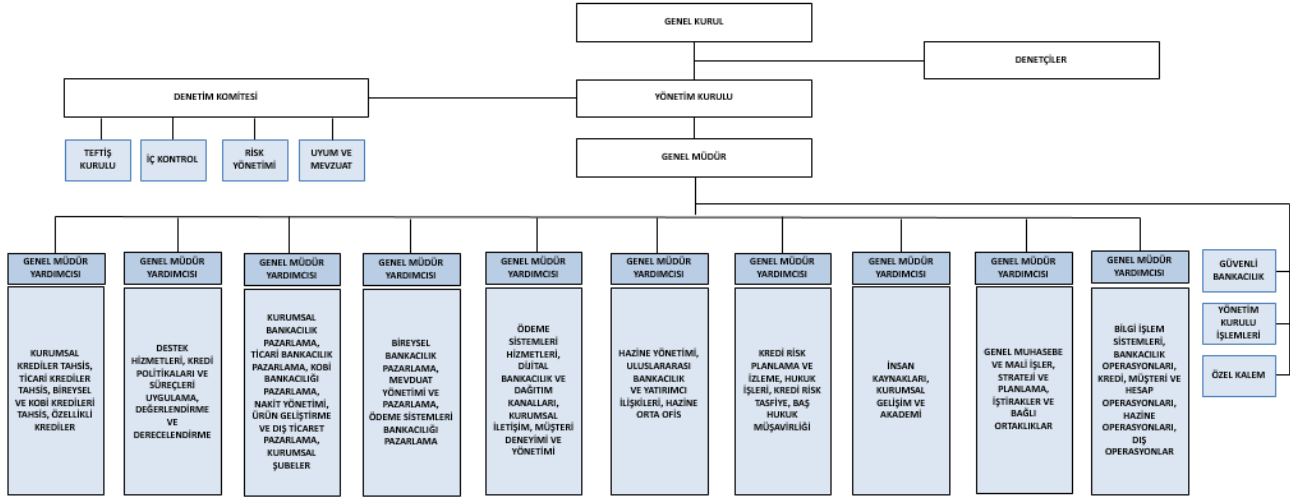 GENEL KURUL
DENETÇİLER
DENETİM KOMİTESİ
YÖNETİM KURULU
TEFTİŞ
KURULU
İÇ KONTROL
RİSK
YÖNETİMİ
UYUM VE
MEVZUAT
GENEL MÜDÜR
GENEL MÜDÜR
YARDIMCISI
KURUMSAL
KREDİLER TAHSİS,
TİCARİ KREDİLER
TAHSİS, BİREYSEL
VE KOBİ KREDİLERİ
TAHSİS, ÖZELLİKLİ
KREDİLER
GENEL MÜDÜR
YARDIMCISI
DESTEK
HİZMETLERİ, KREDİ
POLİTİKALARI VE
SÜREÇLERİ
UYGULAMA,
DEĞERLENDİRME
VE
DERECELENDİRME
GENEL MÜDÜR
YARDIMCISI
KURUMSAL
BANKACILIK
PAZARLAMA,
TİCARİ BANKACILIK
PAZARLAMA, KOBİ
BANKACILIĞI
PAZARLAMA,
NAKİT YÖNETİMİ,
ÜRÜN GELİŞTİRME
VE DIŞ TİCARET
PAZARLAMA,
KURUMSAL
ŞUBELER
GENEL MÜDÜR
YARDIMCISI
BİREYSEL
BANKACILIK
PAZARLAMA,
MEVDUAT
YÖNETİMİ VE
PAZARLAMA,
ÖDEME SİSTEMLERİ
BANKACILIĞI
PAZARLAMA
GENEL MÜDÜR
YARDIMCISI
ÖDEME
SİSTEMLERİ
HİZMETLERİ,
DİJİTAL
BANKACILIK VE
DAĞITIM
KANALLARI,
KURUMSAL
İLETİŞİM, MÜŞTERİ
DENEYİMİ VE
YÖNETİMİ
GENEL MÜDÜR
YARDIMCISI
HAZİNE YÖNETİMİ,
ULUSLARARASI
BANKACILIK
VE YATIRIMCI
İLİŞKİLERİ, HAZİNE
ORTA OFİS
GENEL MÜDÜR
YARDIMCISI
KREDİ RİSK
PLANLAMA VE
İZLEME, HUKUK
İŞLERİ, KREDİ RİSK
TASFİYE, BAŞ
HUKUK
MÜŞAVİRLİĞİ
GENEL MÜDÜR
YARDIMCISI
İNSAN
KAYNAKLARI,
KURUMSAL
GELİŞİM VE
AKADEMİ
GENEL MÜDÜR
YARDIMCISI
GENEL MUHASEBE
VE MALİ İŞLER,
STRATEJİ VE
PLANLAMA,
İŞTİRAKLER VE
BAĞLI
ORTAKLIKLAR
GENEL MÜDÜR
YARDIMCISI
BİLGİ İŞLEM
SİSTEMLERİ,
BANKACILIK
OPERASYONLARI,
KREDİ, MÜŞTERİ VE
HESAP
OPERASYONLARI,
HAZİNE
OPERASYONLARI,
DIŞ
OPERASYONLAR
GÜVENLİ
BANKACILIK
YÖNETİM
KURULU
İŞLEMLERİ
ÖZEL KALEM